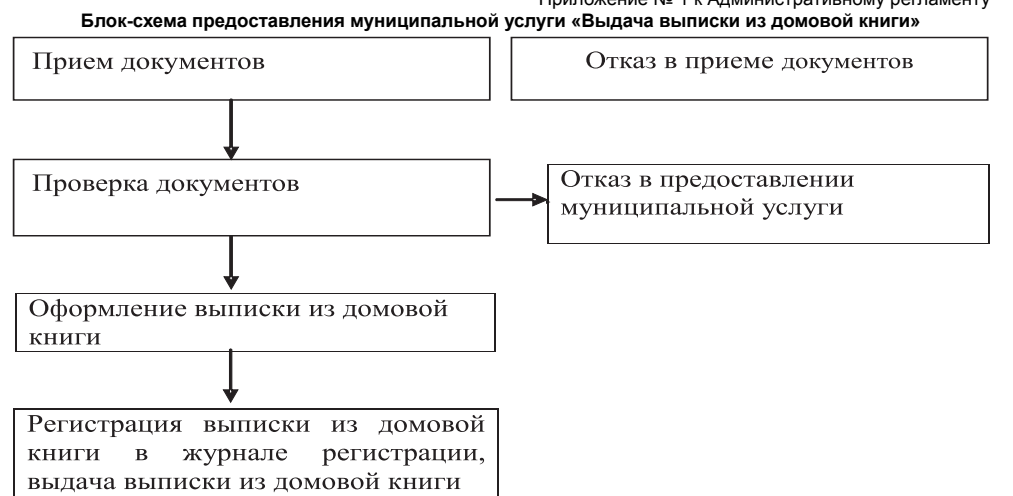 Приложение № 1 к Административному регламенту
Блок-схема предоставления муниципальной услуги «Выдача выписки из домовой книги»
Прием документов
Отказ в приеме документов
Проверка документов
Отказ в предоставлении
муниципальной услуги
Оформление выписки из домовой
книги
Регистрация выписки из домовой
книги в журнале регистрации,
выдача выписки из домовой книги